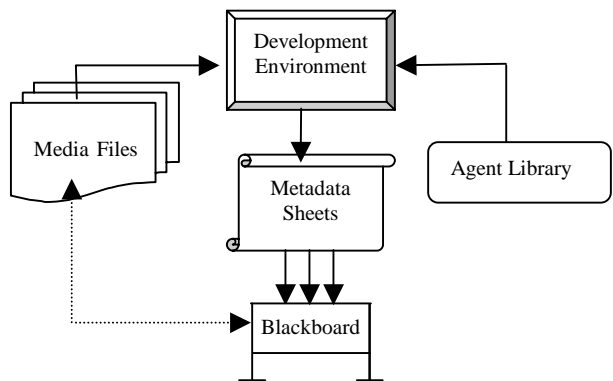 Development
Environment
Media Files
Agent Library
Metadata
Sheets
Blackboard